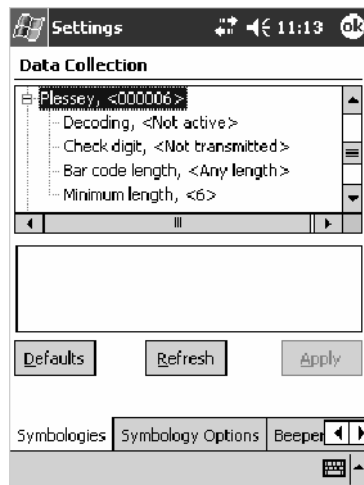 Settings 11:13 ok
Data Collection
Plessey, <000006>
Decoding, <Not active>
Check digit, <Not transmitted>
Bar code length, <Any length>
Minimum length, <6>
Defaults Refresh Apply
Symbologies Symbology Options Beeper